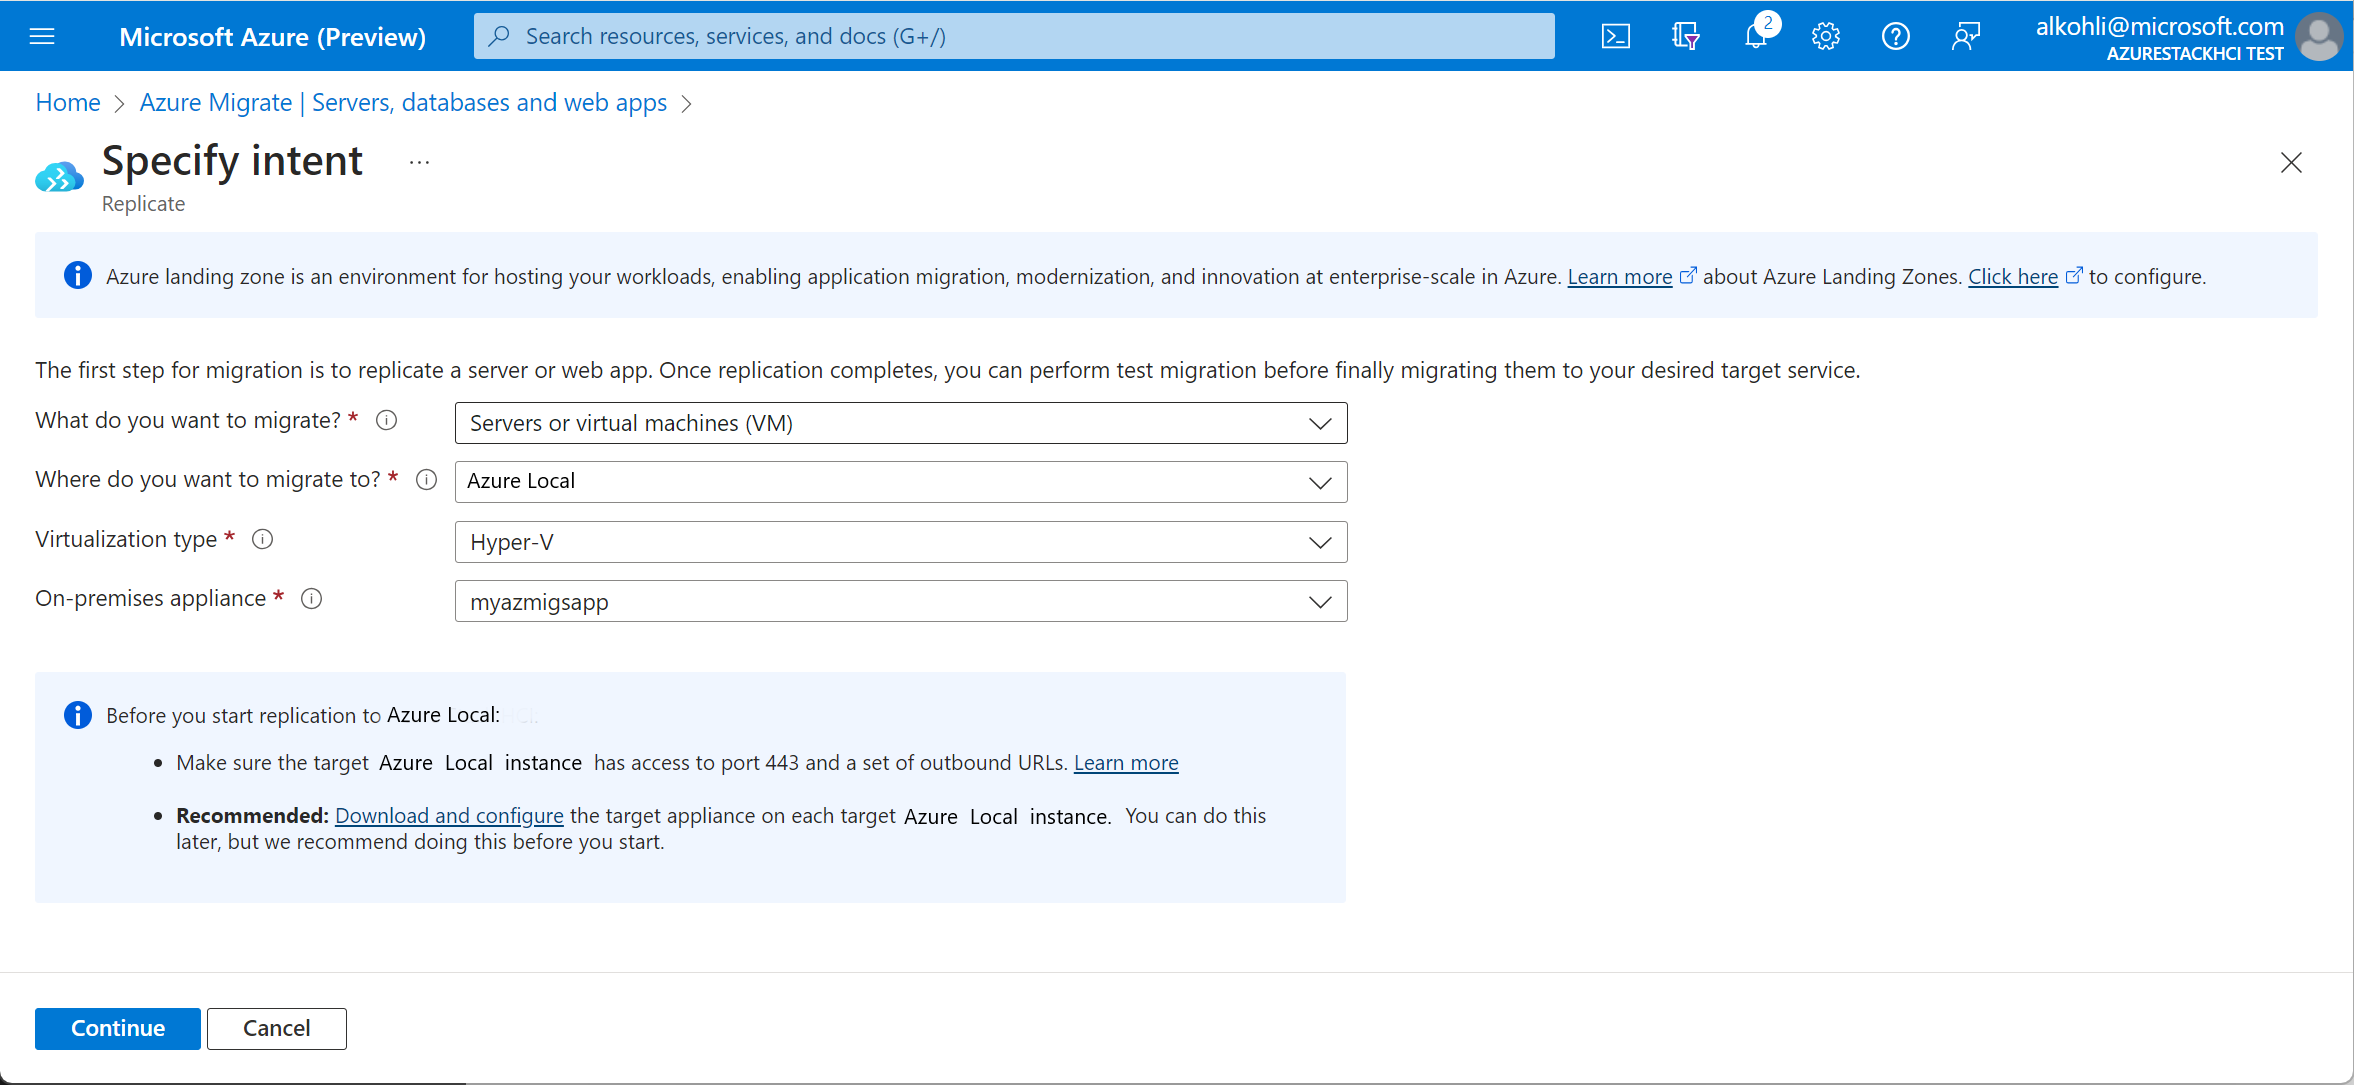 Microsoft Azure (Preview)
Search resources, services, and docs (G+/)
2
alkohli@microsoft.com
AZURESTACKHCI TEST
Home > Azure Migrate | Servers, databases and web apps >
Specify intent ...
Replicate
Azure landing zone is an environment for hosting your workloads, enabling application migration, modernization, and innovation at enterprise-scale in Azure. Learn more about Azure Landing Zones. Click here to configure.
The first step for migration is to replicate a server or web app. Once replication completes, you can perform test migration before finally migrating them to your desired target service.
What do you want to migrate? * Servers or virtual machines (VM)
Where do you want to migrate to? * Azure Local
Virtualization type * Hyper-V
On-premises appliance * myazmigsapp
Before you start replication to Azure Local:
• Make sure the target Azure Local instance has access to port 443 and a set of outbound URLs. Learn more
• Recommended: Download and configure the target appliance on each target Azure Local instance. You can do this
later, but we recommend doing this before you start.
Continue Cancel